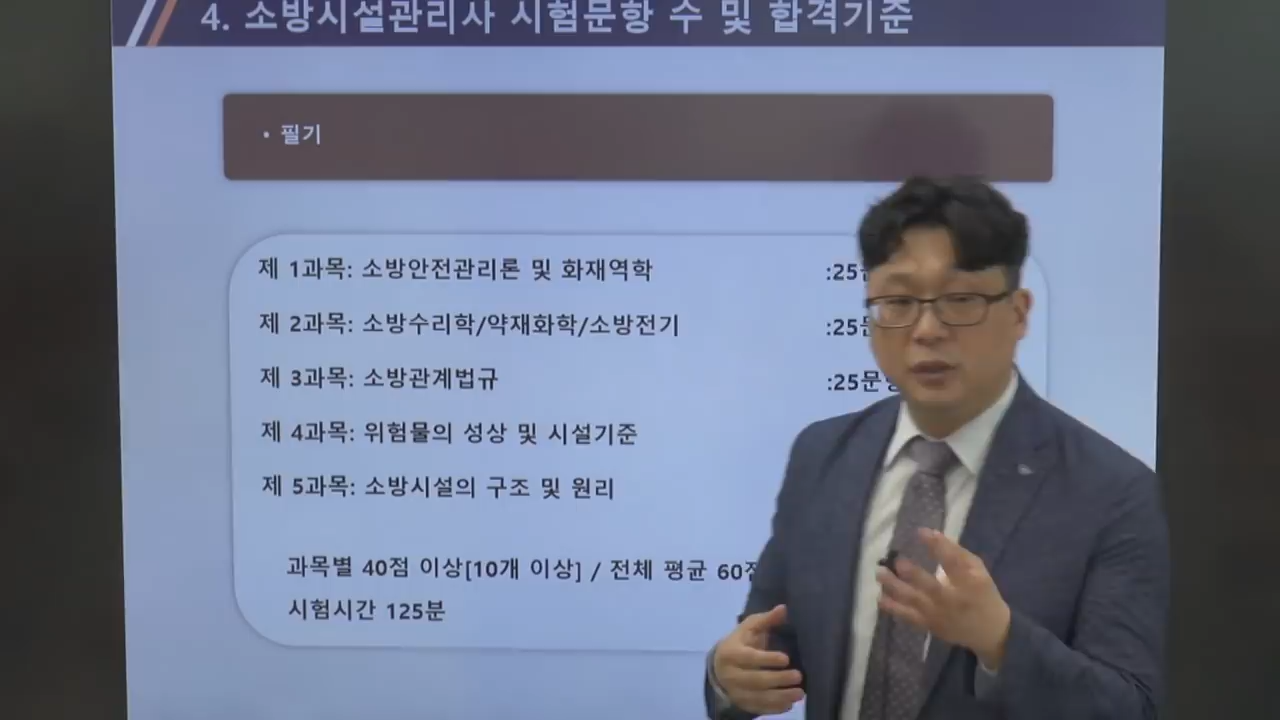 4. 소방시설관리사 시험문항 수 및 합격기준
• 필기
제 1과목: 소방안전관리론 및 화재역학 :25
제 2과목: 소방수리학/약재화학/소방전기 :25
제 3과목: 소방관계법규 :25문항
제 4과목: 위험물의 성상 및 시설기준
제 5과목: 소방시설의 구조 및 원리
과목별 40점 이상[10개 이상] / 전체 평균 60점
시험시간 125분